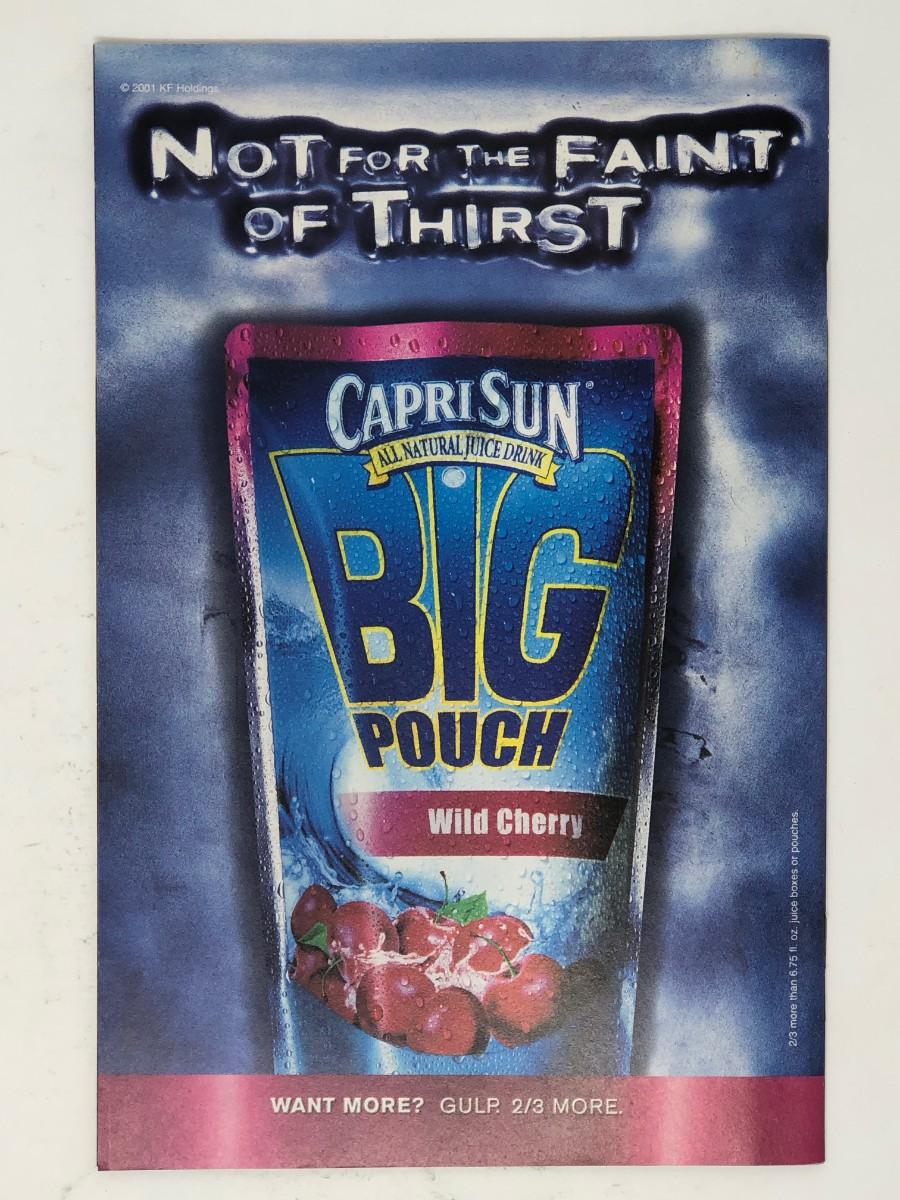 © 2001 KF Holdings
NOT FOR THE FAINT
OF THIRST
CAPRI SUN®
ALL NATURAL JUICE DRINK
BIG
POUCH
Wild Cherry
2/3 more than 6.75 fl. oz. juice boxes or pouches.
WANT MORE? GULP. 2/3 MORE.